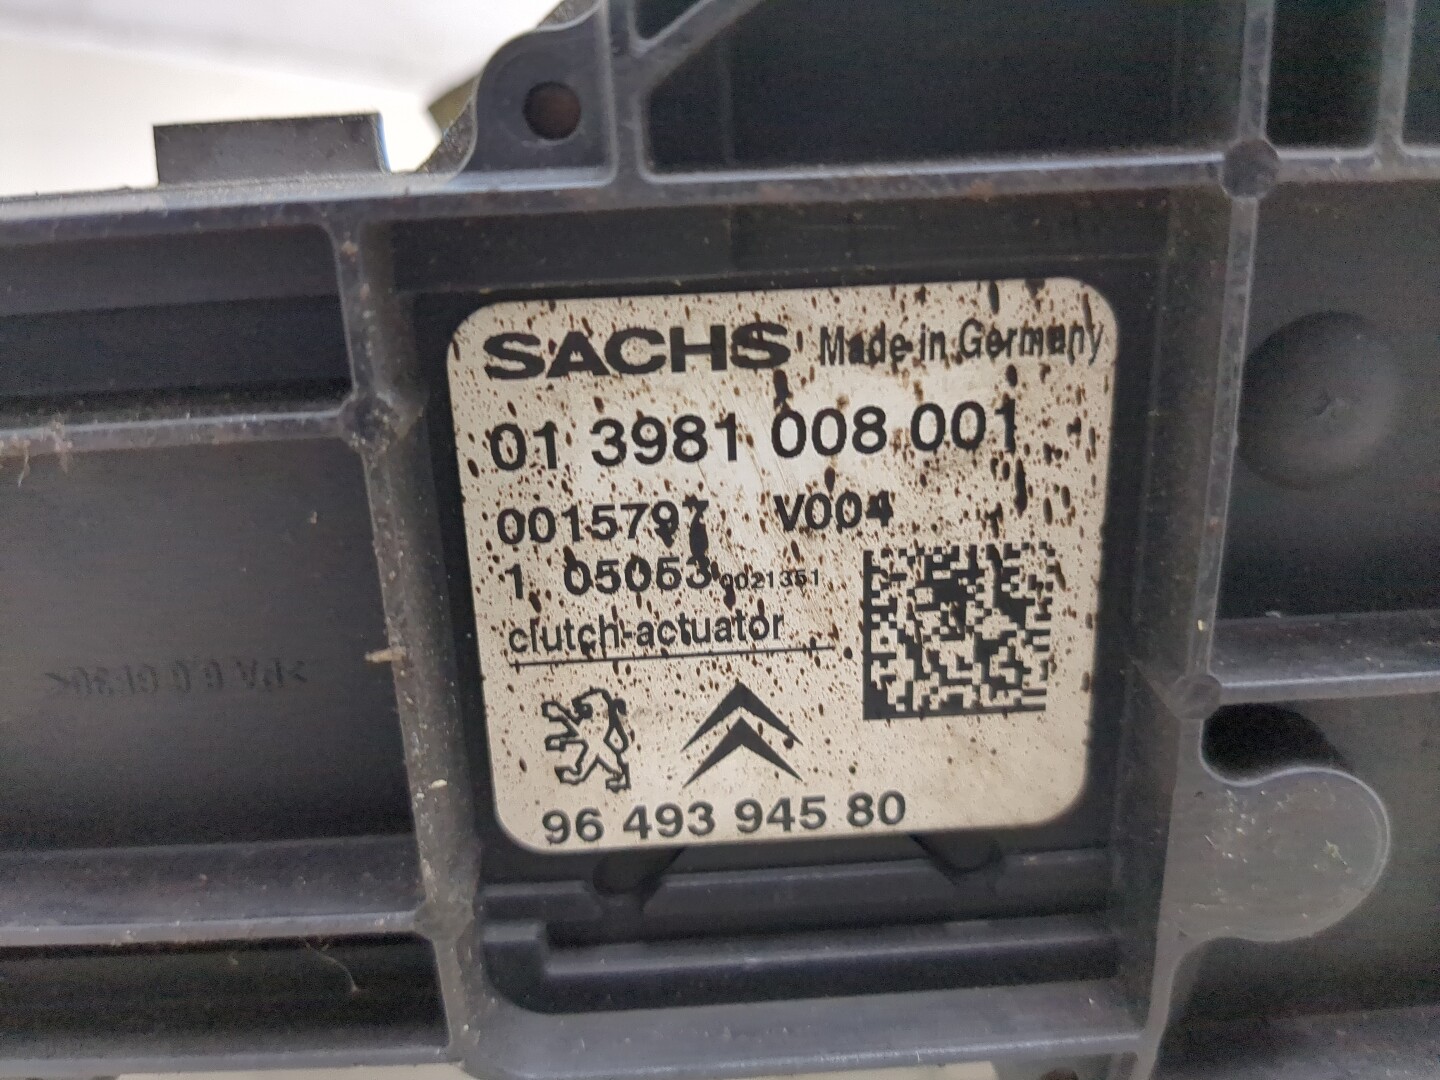 SACHS Made in Germany
01 3981 008 001
0015797 V004
1 05053 0021351
clutch-actuator
96 493 945 80